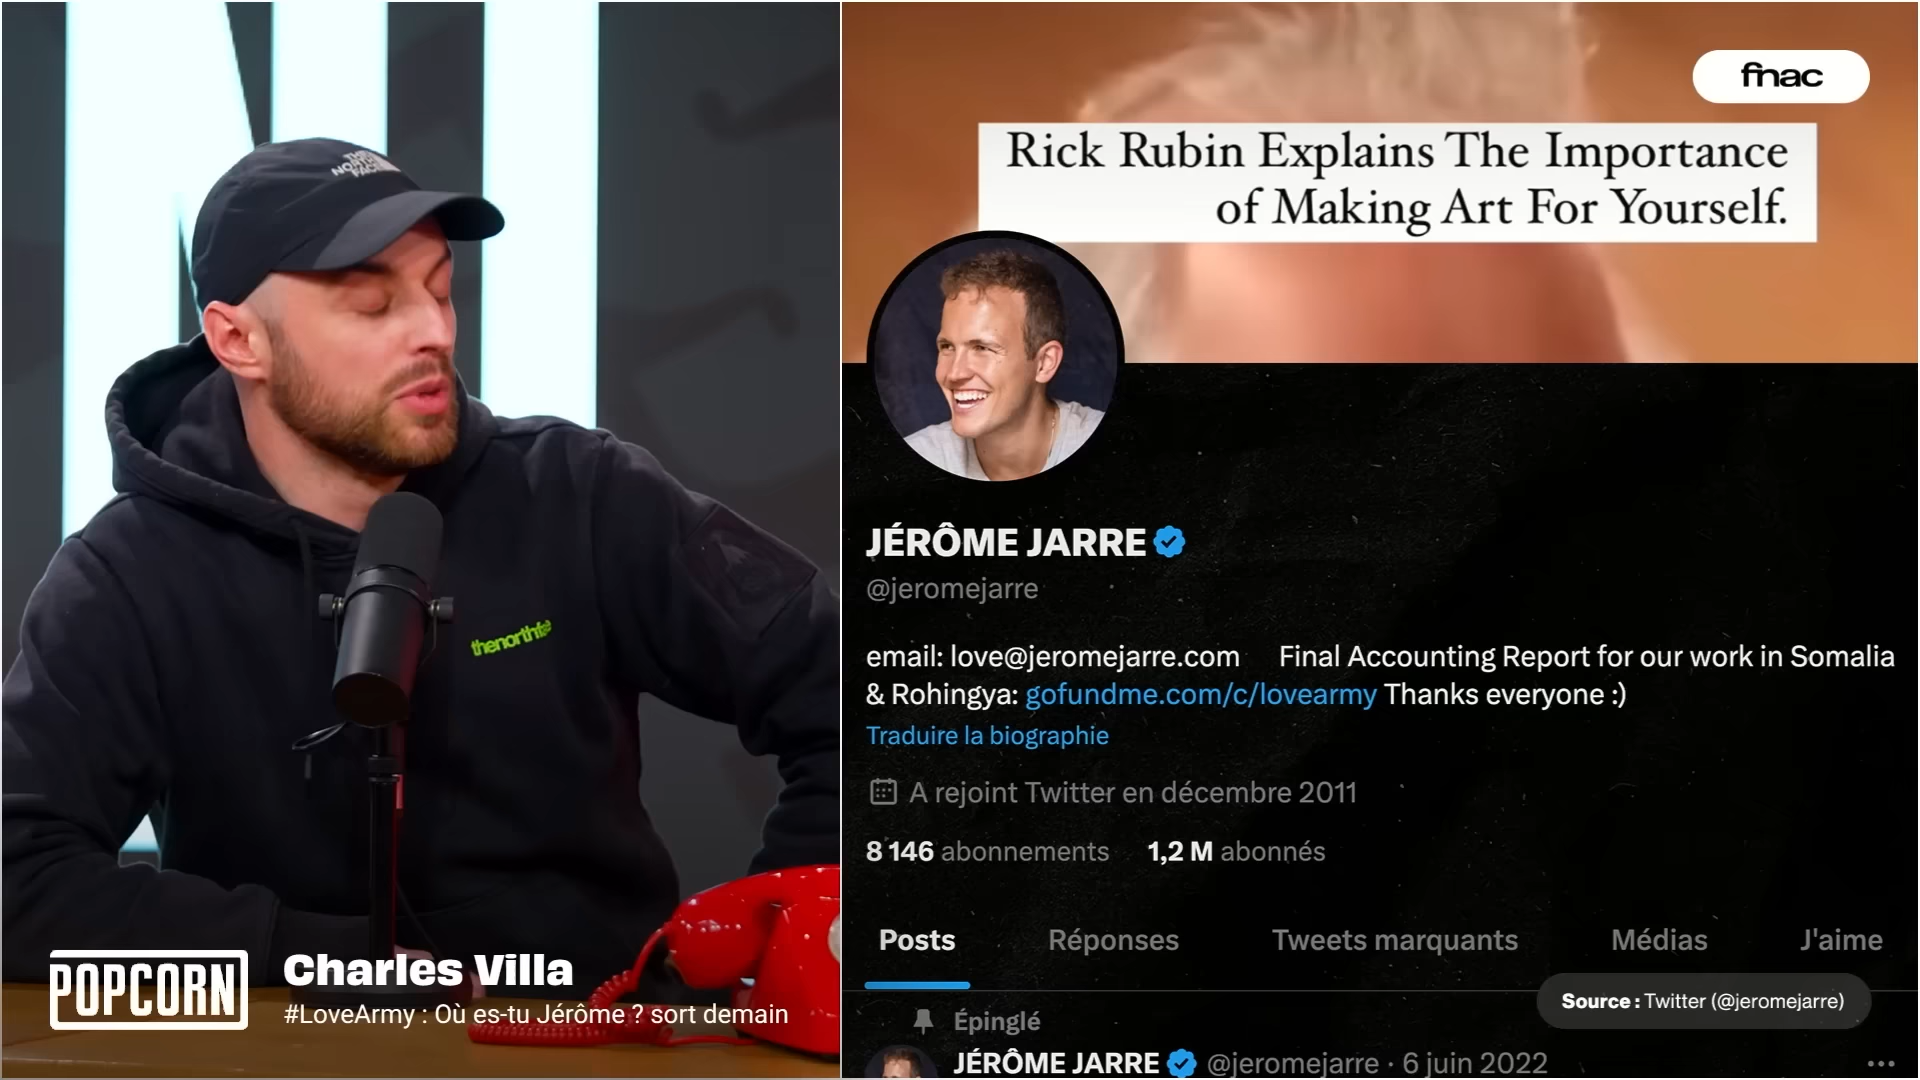 THE
NORTH
FACE
thenorthface
POPCORN
Charles Villa
#LoveArmy : Où es-tu Jérôme ? sort demain
fnac
Rick Rubin Explains The Importance
of Making Art For Yourself.
JÉRÔME JARRE
@jeromejarre
email: love@jeromejarre.com Final Accounting Report for our work in Somalia
& Rohingya: gofundme.com/c/lovearmy Thanks everyone :)
Traduire la biographie
A rejoint Twitter en décembre 2011
8 146 abonnements 1,2 M abonnés
Posts Réponses Tweets marquants Médias J'aime
Source : Twitter (@jeromejarre)
Épinglé
JÉRÔME JARRE @jeromejarre · 6 juin 2022